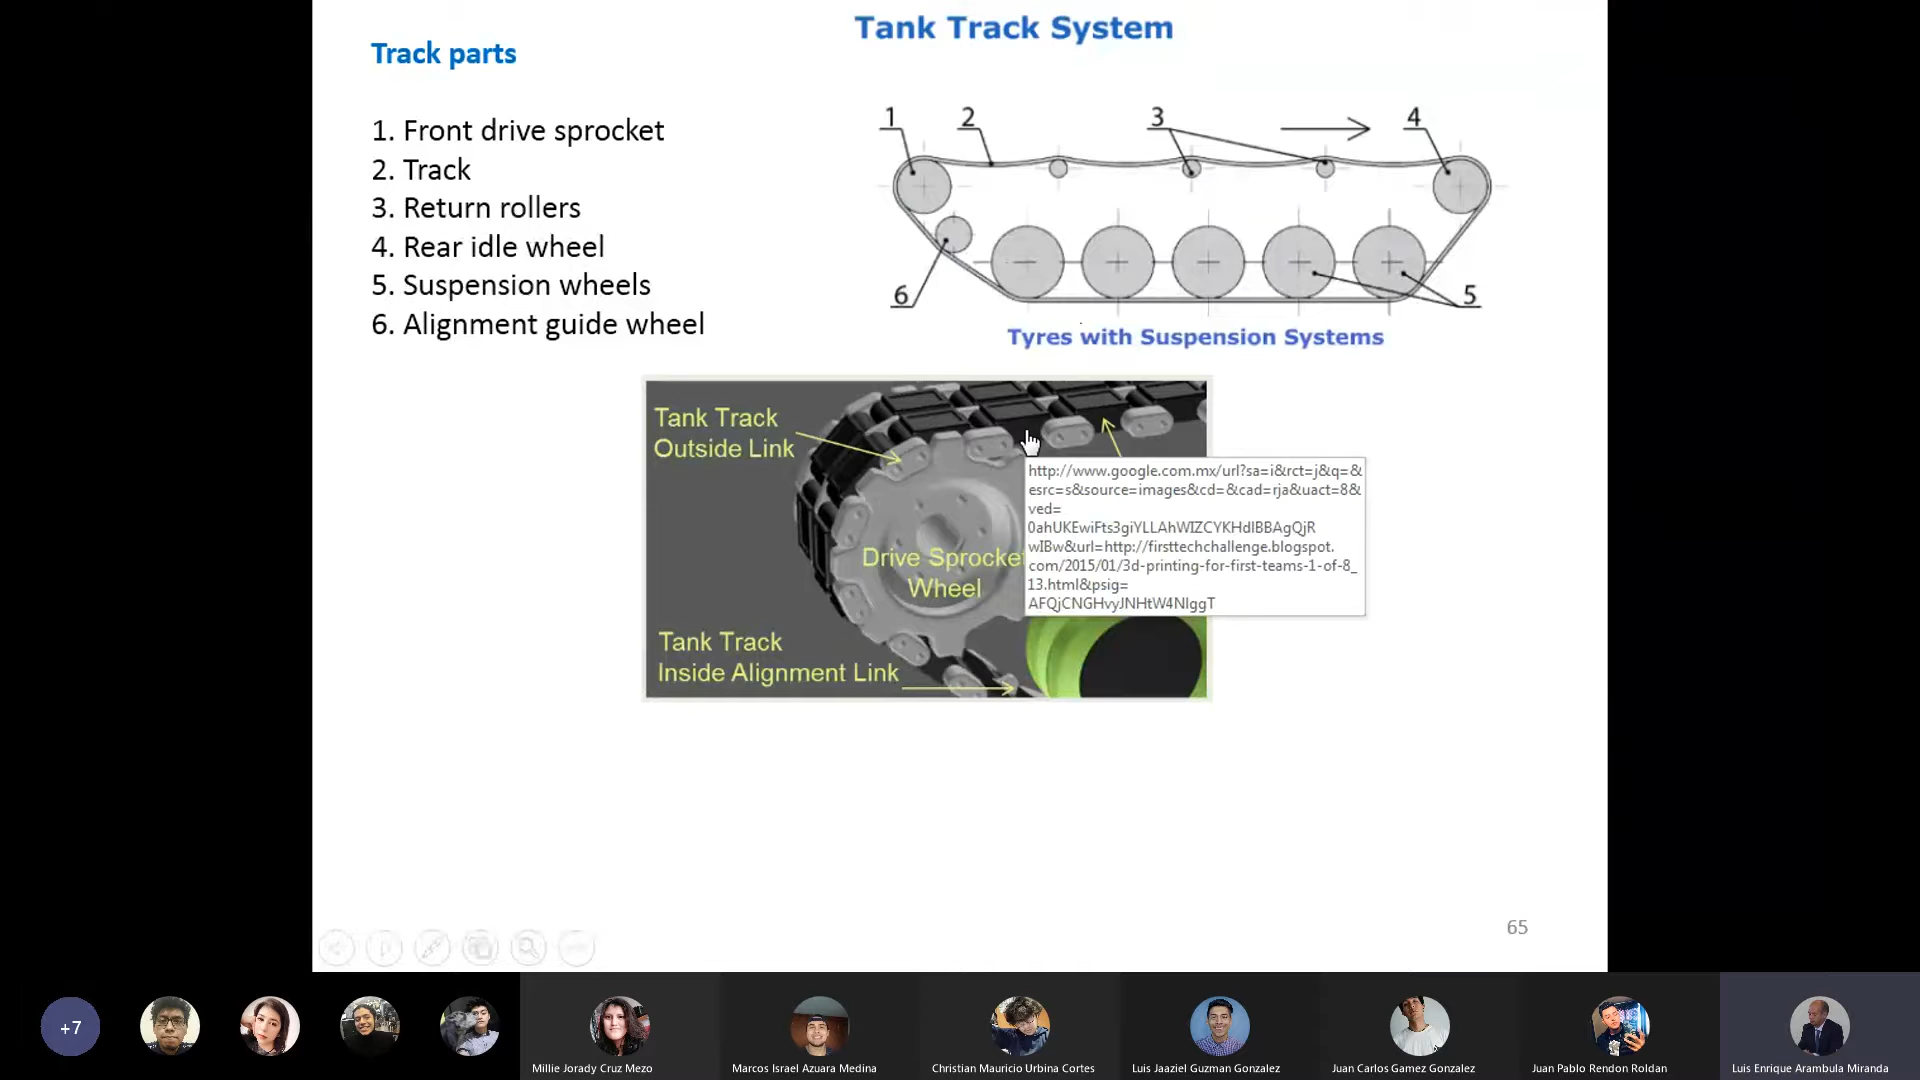 Tank Track System
Track parts
1. Front drive sprocket
2. Track
3. Return rollers
4. Rear idle wheel
5. Suspension wheels
6. Alignment guide wheel
1
2
3
4
6
5
Tyres with Suspension Systems
Tank Track
Outside Link
Drive Sprocket
Wheel
Tank Track
Inside Alignment Link
http://www.google.com.mx/url?sa=i&rct=j&q=&
esrc=s&source=images&cd=&cad=rja&uact=8&
ved=
0ahUKEwiFts3giYLLAhWIZCYKHdlBBAgQjR
wIBw&url=http://firsttechchallenge.blogspot.
com/2015/01/3d-printing-for-first-teams-1-of-8_
13.html&psig=
AFQjCNGHvyJNHtW4NIggT
65
+7
Millie Jorady Cruz Mezo
Marcos Israel Azuara Medina
Christian Mauricio Urbina Cortes
Luis Jaaziel Guzman Gonzalez
Juan Carlos Gamez Gonzalez
Juan Pablo Rendon Roldan
Luis Enrique Arambula Miranda